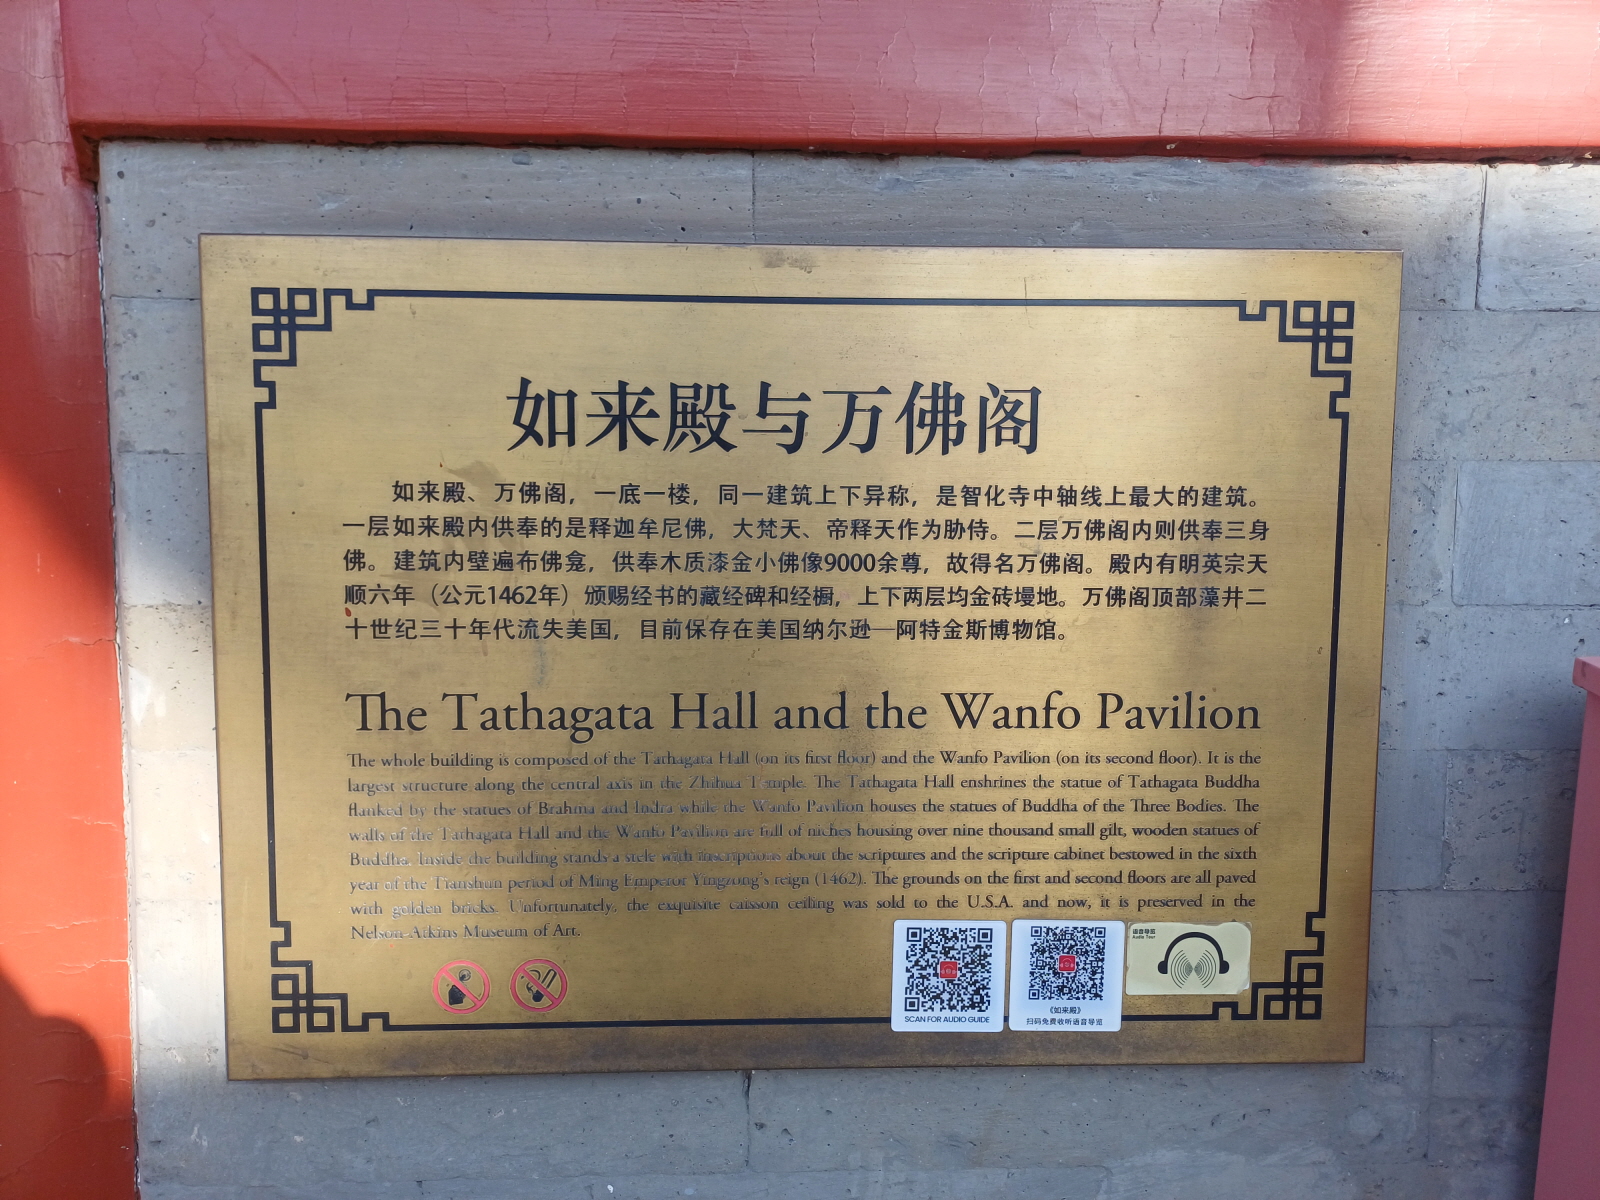 如来殿与万佛阁
如来殿、万佛阁，一底一楼，同一建筑上下异称，是智化寺中轴线上最大的建筑。
一层如来殿内供奉的是释迦牟尼佛，大梵天、帝释天作为胁侍。二层万佛阁内则供奉三身
佛。建筑内壁遍布佛龛，供奉木质漆金小佛像9000余尊，故得名万佛阁。殿内有明英宗天
顺六年（公元1462年）颁赐经书的藏经碑和经橱，上下两层均金砖墁地。万佛阁顶部藻井二
十世纪三十年代流失美国，目前保存在美国纳尔逊—阿特金斯博物馆。
The Tathagata Hall and the Wanfo Pavilion
The whole building is composed of the Tathagata Hall (on its first floor) and the Wanfo Pavilion (on its second floor). It is the
largest structure along the central axis in the Zhihua Temple. The Tathagata Hall enshrines the statue of Tathagata Buddha
flanked by the statues of Brahma and Indra while the Wanfo Pavilion houses the statues of Buddha of the Three Bodies. The
walls of the Tathagata Hall and the Wanfo Pavilion are full of niches housing over nine thousand small gilt, wooden statues of
Buddha. Inside the building stands a stele with inscriptions about the scriptures and the scripture cabinet bestowed in the sixth
year of the Tianshun period of Ming Emperor Yingzong's reign (1462). The grounds on the first and second floors are all paved
with golden bricks. Unfortunately, the exquisite caisson ceiling was sold to the U.S.A. and now, it is preserved in the
Nelson-Atkins Museum of Art.
SCAN FOR AUDIO GUIDE
《如来殿》
扫码免费收听语音导览
语音导览
Audio Tour